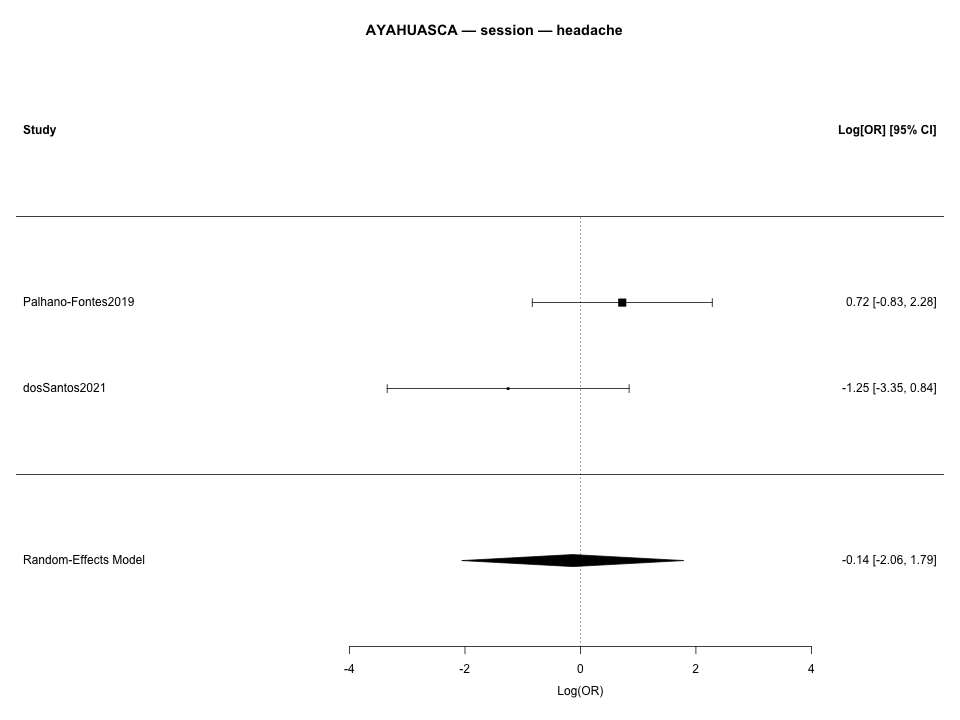 AYAHUASCA — session — headache
Study Log[OR] [95% CI]
Palhano-Fontes2019 0.72 [-0.83, 2.28]
dosSantos2021 -1.25 [-3.35, 0.84]
Random-Effects Model -0.14 [-2.06, 1.79]
-4 -2 0 2 4
Log(OR)